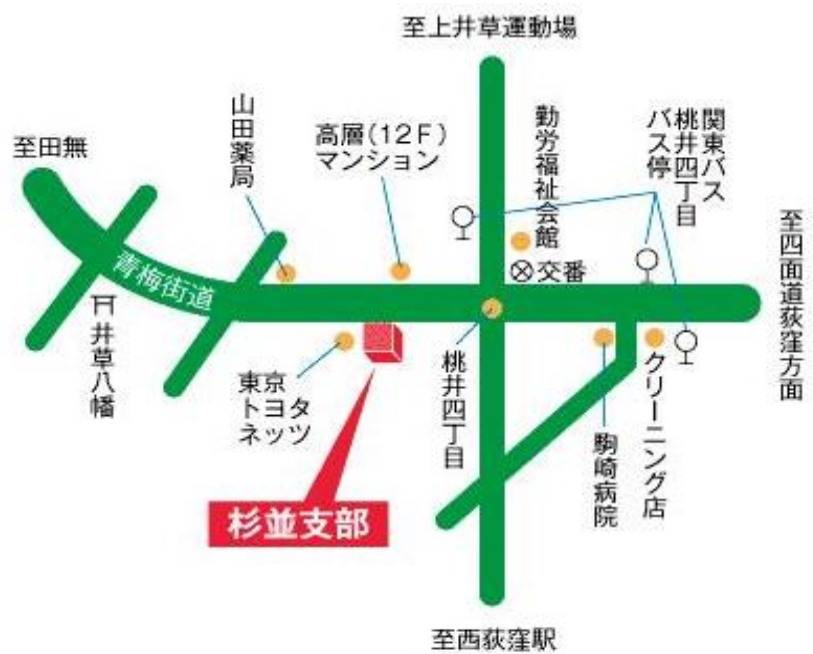 至上井草運動場
至田無
山田薬局
高層(12F)
マンション
勤労福祉会館
関東バス
桃井四丁目
バス停
至四面道荻窪方面
交番
青梅街道
井草八幡
東京
トヨタ
ネッツ
桃井四丁目
駒崎病院
クリーニング店
杉並支部
至西荻窪駅